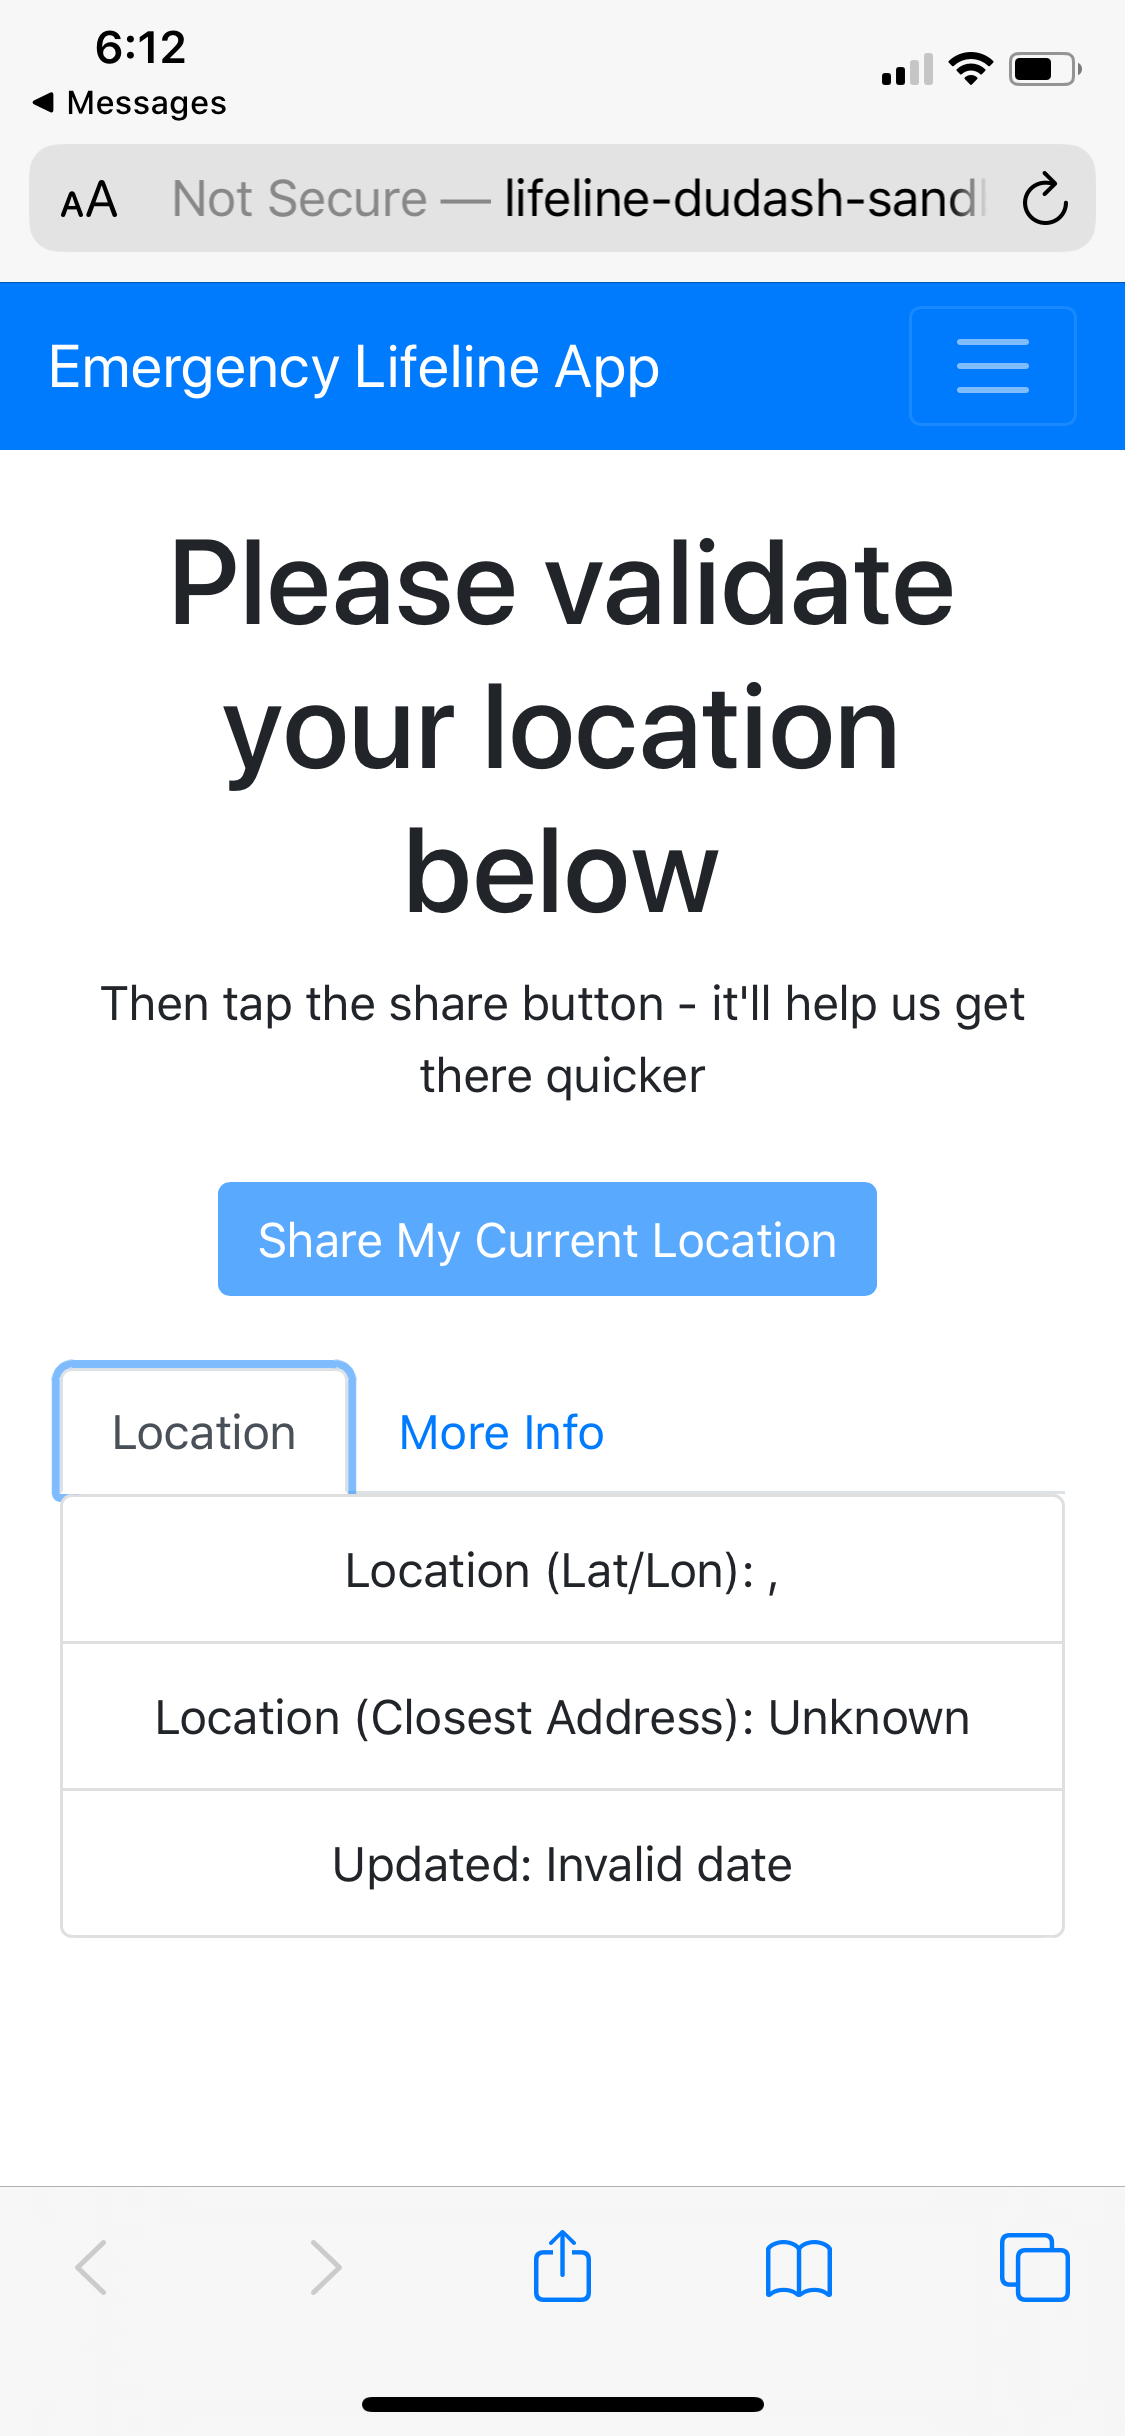 6:12
◀ Messages
AA Not Secure — lifeline-dudash-sand
Emergency Lifeline App
Please validate
your location
below
Then tap the share button - it'll help us get
there quicker
Share My Current Location
Location More Info
Location (Lat/Lon): ,
Location (Closest Address): Unknown
Updated: Invalid date